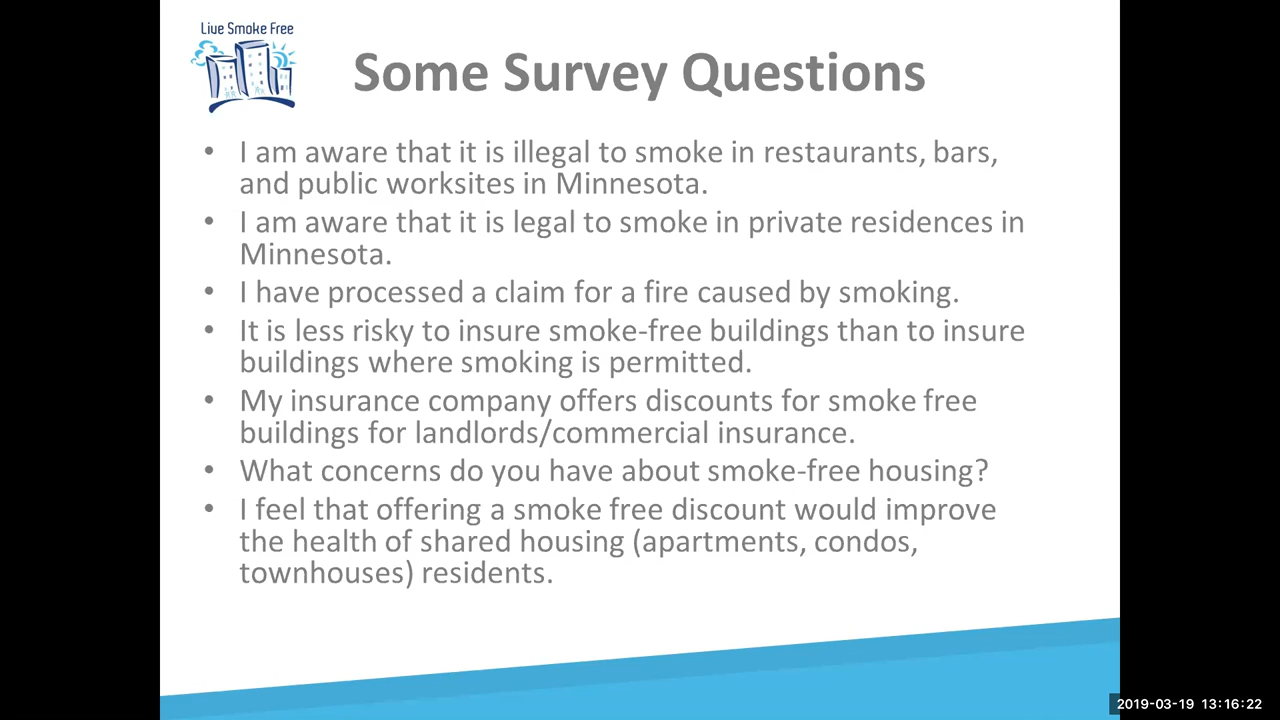 Live Smoke Free
Some Survey Questions
• I am aware that it is illegal to smoke in restaurants, bars,
and public worksites in Minnesota.
• I am aware that it is legal to smoke in private residences in
Minnesota.
• I have processed a claim for a fire caused by smoking.
• It is less risky to insure smoke-free buildings than to insure
buildings where smoking is permitted.
• My insurance company offers discounts for smoke free
buildings for landlords/commercial insurance.
• What concerns do you have about smoke-free housing?
• I feel that offering a smoke free discount would improve
the health of shared housing (apartments, condos,
townhouses) residents.
2019-03-19 13:16:22